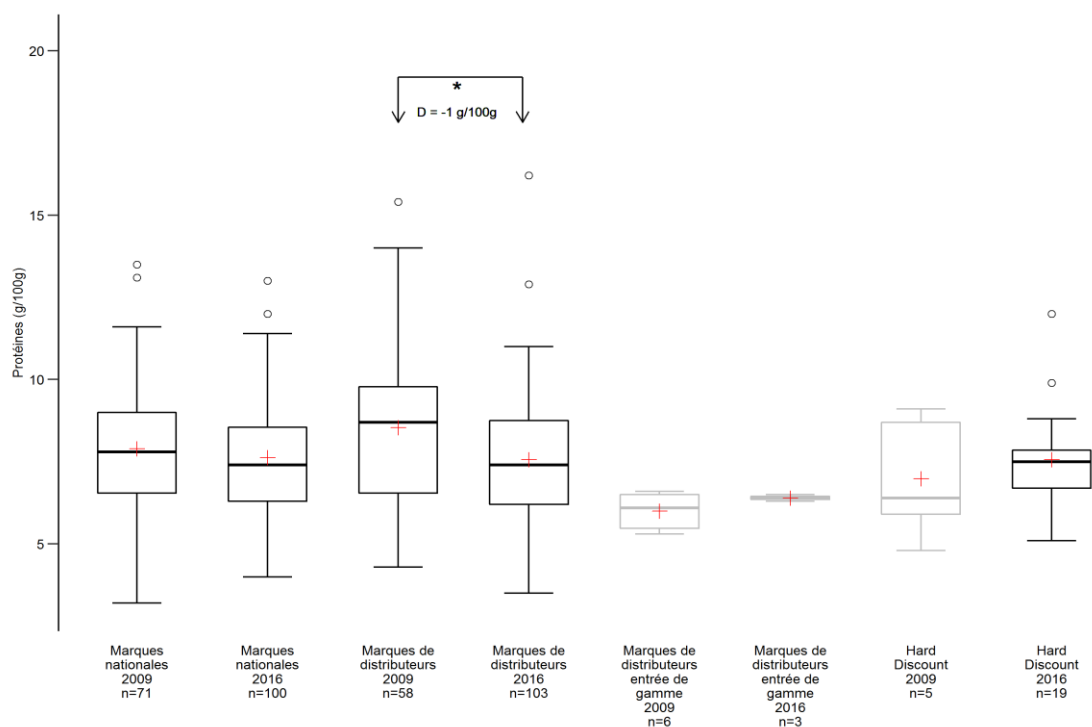 20
*
D = -1 g/100g
15
Protéines (g/100g)
10
5
Marques
nationales
2009
n=71
Marques
nationales
2016
n=100
Marques de
distributeurs
2009
n=58
Marques de
distributeurs
2016
n=103
Marques de
distributeurs
entrée de
gamme
2009
n=6
Marques de
distributeurs
entrée de
gamme
2016
n=3
Hard
Discount
2009
n=5
Hard
Discount
2016
n=19